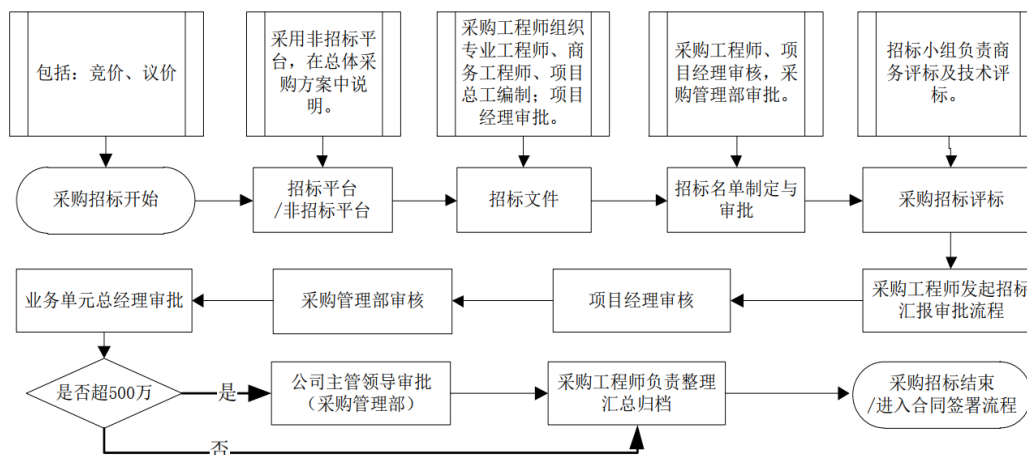 包括：竞价、议价
采用非招标平
台，在总体采
购方案中说
明。
采购工程师组织
专业工程师、商
务工程师、项目
总工编制；项目
经理审批。
采购工程师、项
目经理审核，采
购管理部审批。
招标小组负责商
务评标及技术评
标。
采购招标开始
招标平台
/非招标平台
招标文件
招标名单制定与
审批
采购招标评标
业务单元总经理审批
采购管理部审核
项目经理审核
采购工程师发起招标
汇报审批流程
是否超500万
是
公司主管领导审批
（采购管理部）
采购工程师负责整理
汇总归档
采购招标结束
/进入合同签署流程
否